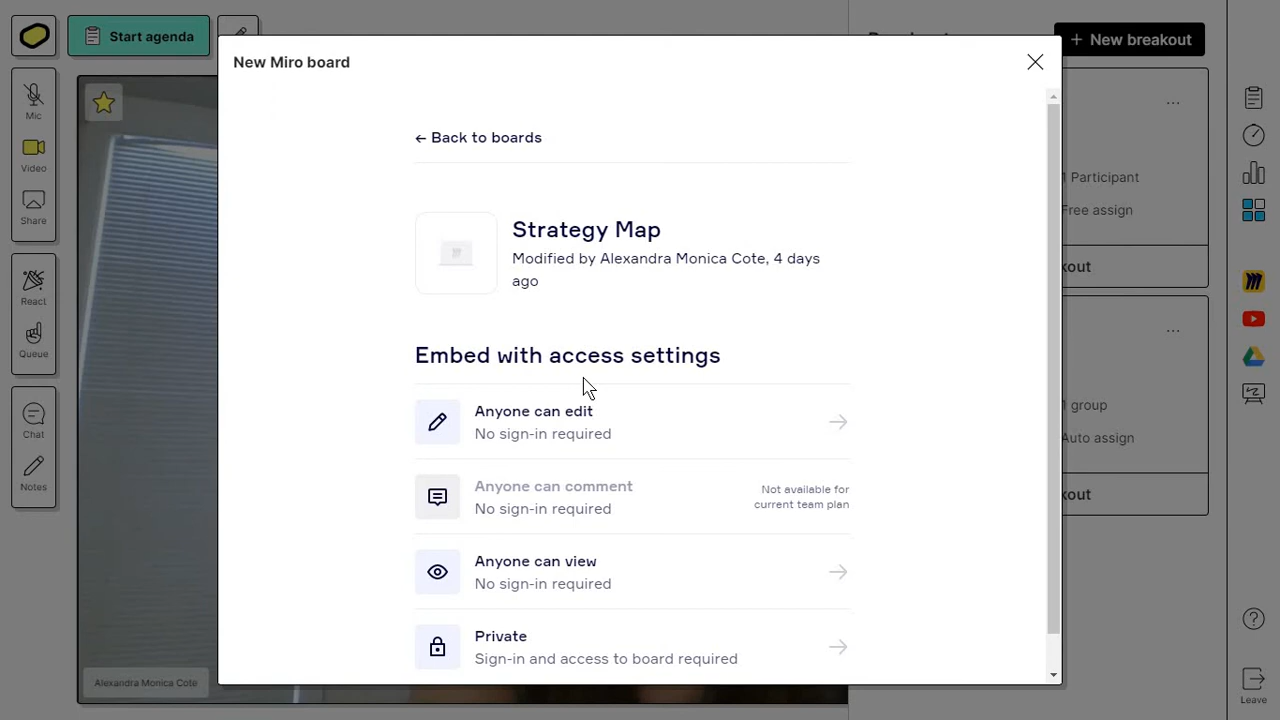 Start agenda
New Miro board
+ New breakout
Mic
Video
Share
React
Queue
Chat
Notes
← Back to boards
Strategy Map
Modified by Alexandra Monica Cote, 4 days
ago
Embed with access settings
Anyone can edit
No sign-in required
Anyone can comment
No sign-in required
Not available for
current team plan
Anyone can view
No sign-in required
Private
Sign-in and access to board required
1 Participant
Free assign
1 group
Auto assign
Alexandra Monica Cote
Leave